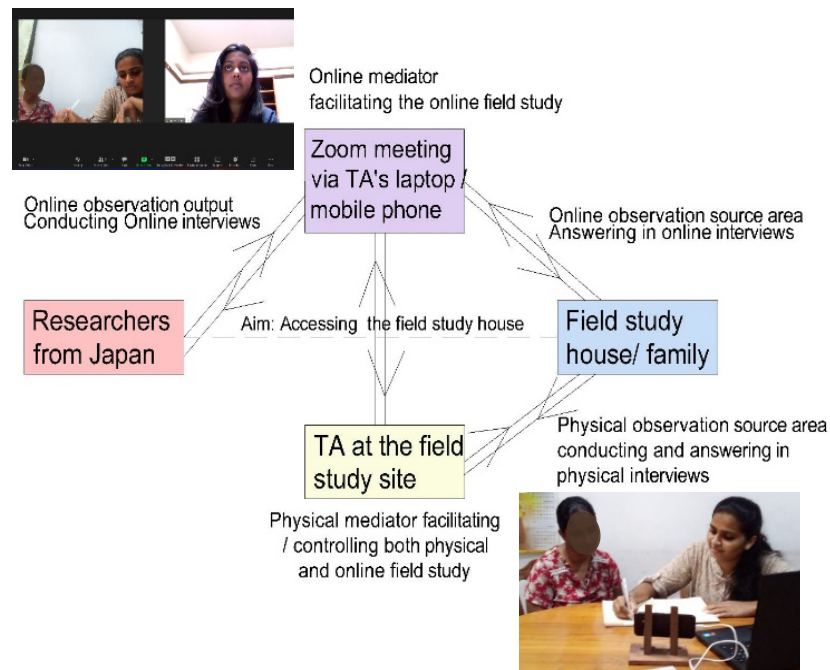 Online mediator
facilitating the online field study
Zoom meeting
via TA's laptop /
mobile phone
Online observation output
Conducting Online interviews
Online observation source area
Answering in online interviews
Researchers
from Japan
Aim: Accessing the field study house
Field study
house/ family
TA at the field
study site
Physical observation source area
conducting and answering in
physical interviews
Physical mediator facilitating
/ controlling both physical
and online field study